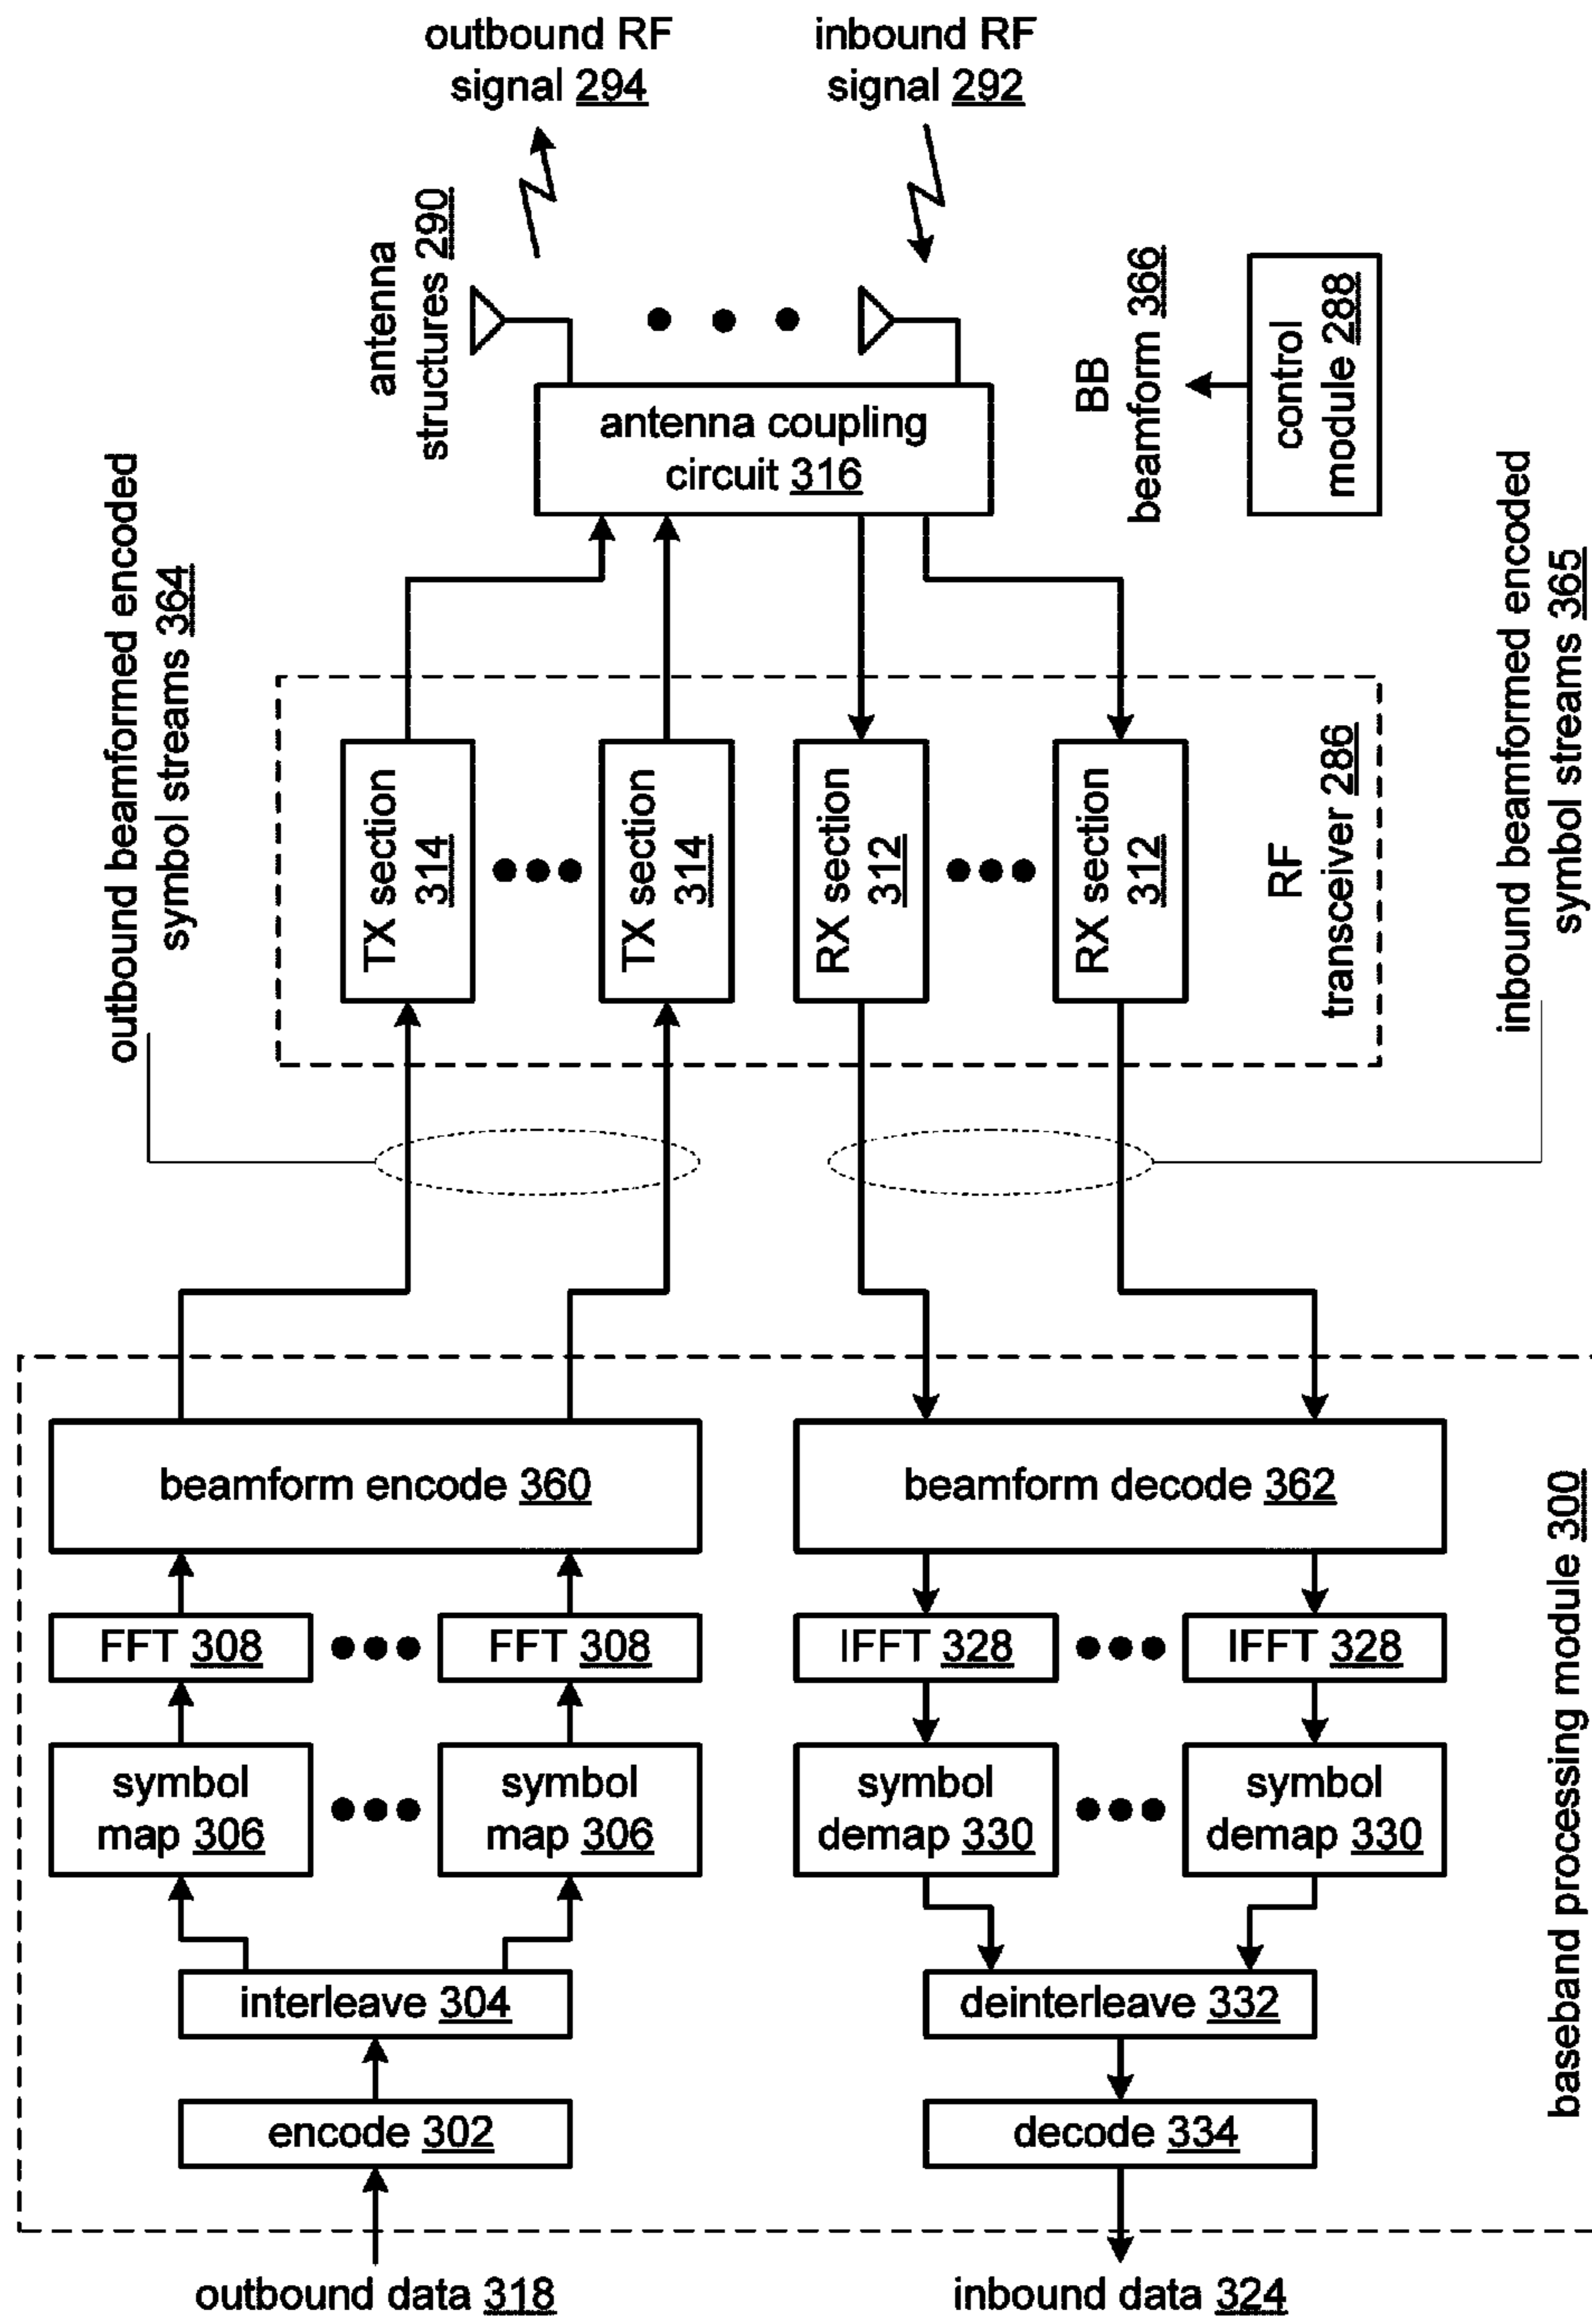 outbound RF
signal 294
inbound RF
signal 292
antenna
structures 290
BB
beamform 366
control
module 288
antenna coupling
circuit 316
outbound beamformed encoded
symbol streams 364
inbound beamformed encoded
symbol streams 365
TX section
314
TX section
314
RX section
312
RX section
312
RF
transceiver 286
beamform encode 360
beamform decode 362
FFT 308
FFT 308
IFFT 328
IFFT 328
symbol
map 306
symbol
map 306
symbol
demap 330
symbol
demap 330
interleave 304
deinterleave 332
encode 302
decode 334
baseband processing module 300
outbound data 318
inbound data 324